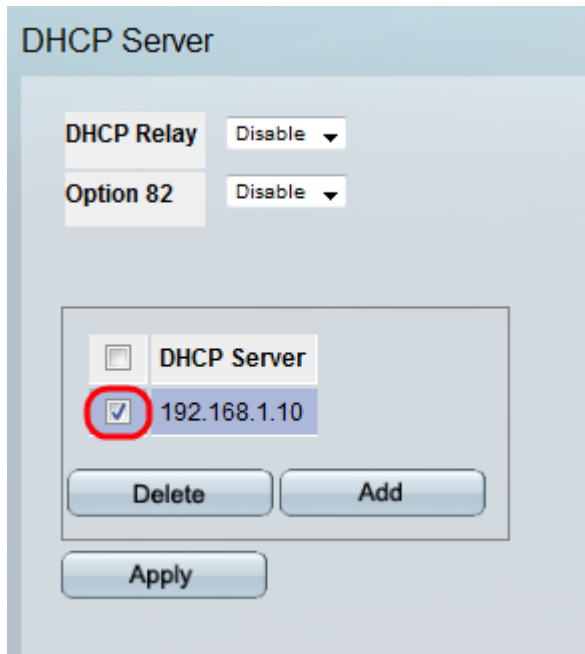 DHCP Server
DHCP Relay Disable
Option 82 Disable
DHCP Server
192.168.1.10
Delete Add
Apply